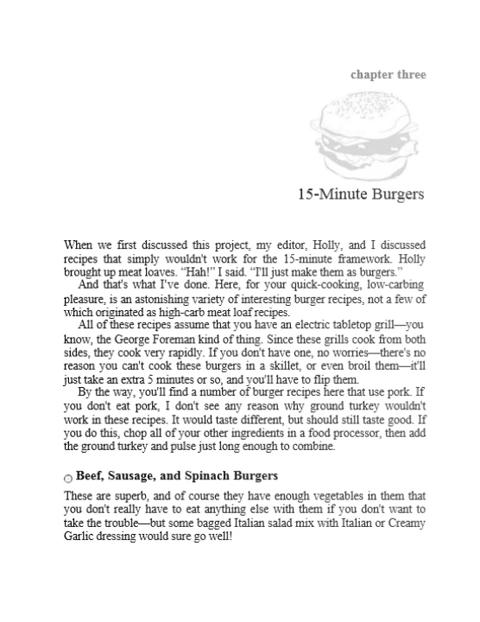 chapter three
15-Minute Burgers
When we first discussed this project, my editor, Holly, and I discussed
recipes that simply wouldn't work for the 15-minute framework. Holly
brought up meat loaves. “Hah!” I said. “I'll just make them as burgers.”
And that's what I've done. Here, for your quick-cooking, low-carbing
pleasure, is an astonishing variety of interesting burger recipes, not a few of
which originated as high-carb meat loaf recipes.
All of these recipes assume that you have an electric tabletop grill—you
know, the George Foreman kind of thing. Since these grills cook from both
sides, they cook very rapidly. If you don't have one, no worries—there's no
reason you can't cook these burgers in a skillet, or even broil them—it'll
just take an extra 5 minutes or so, and you'll have to flip them.
By the way, you'll find a number of burger recipes here that use pork. If
you don't eat pork, I don't see any reason why ground turkey wouldn't
work in these recipes. It would taste different, but should still taste good. If
you do this, chop all of your other ingredients in a food processor, then add
the ground turkey and pulse just long enough to combine.
Beef, Sausage, and Spinach Burgers
These are superb, and of course they have enough vegetables in them that
you don't really have to eat anything else with them if you don't want to
take the trouble—but some bagged Italian salad mix with Italian or Creamy
Garlic dressing would sure go well!